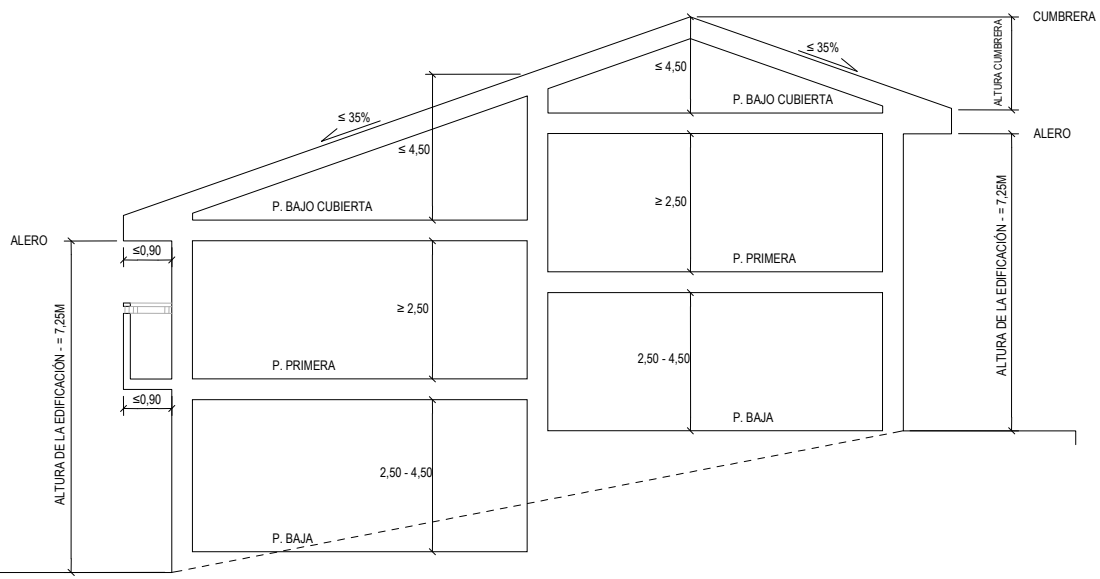 CUMBRERA
≤ 35%
ALTURA CUMBRERA
≤ 4,50
P. BAJO CUBIERTA
≤ 35%
ALERO
≤ 4,50
≥ 2,50
P. BAJO CUBIERTA
ALERO
≤0,90
P. PRIMERA
ALTURA DE LA EDIFICACIÓN - = 7,25M
≥ 2,50
2,50 - 4,50
P. PRIMERA
≤0,90
P. BAJA
ALTURA DE LA EDIFICACIÓN - = 7,25M
2,50 - 4,50
P. BAJA